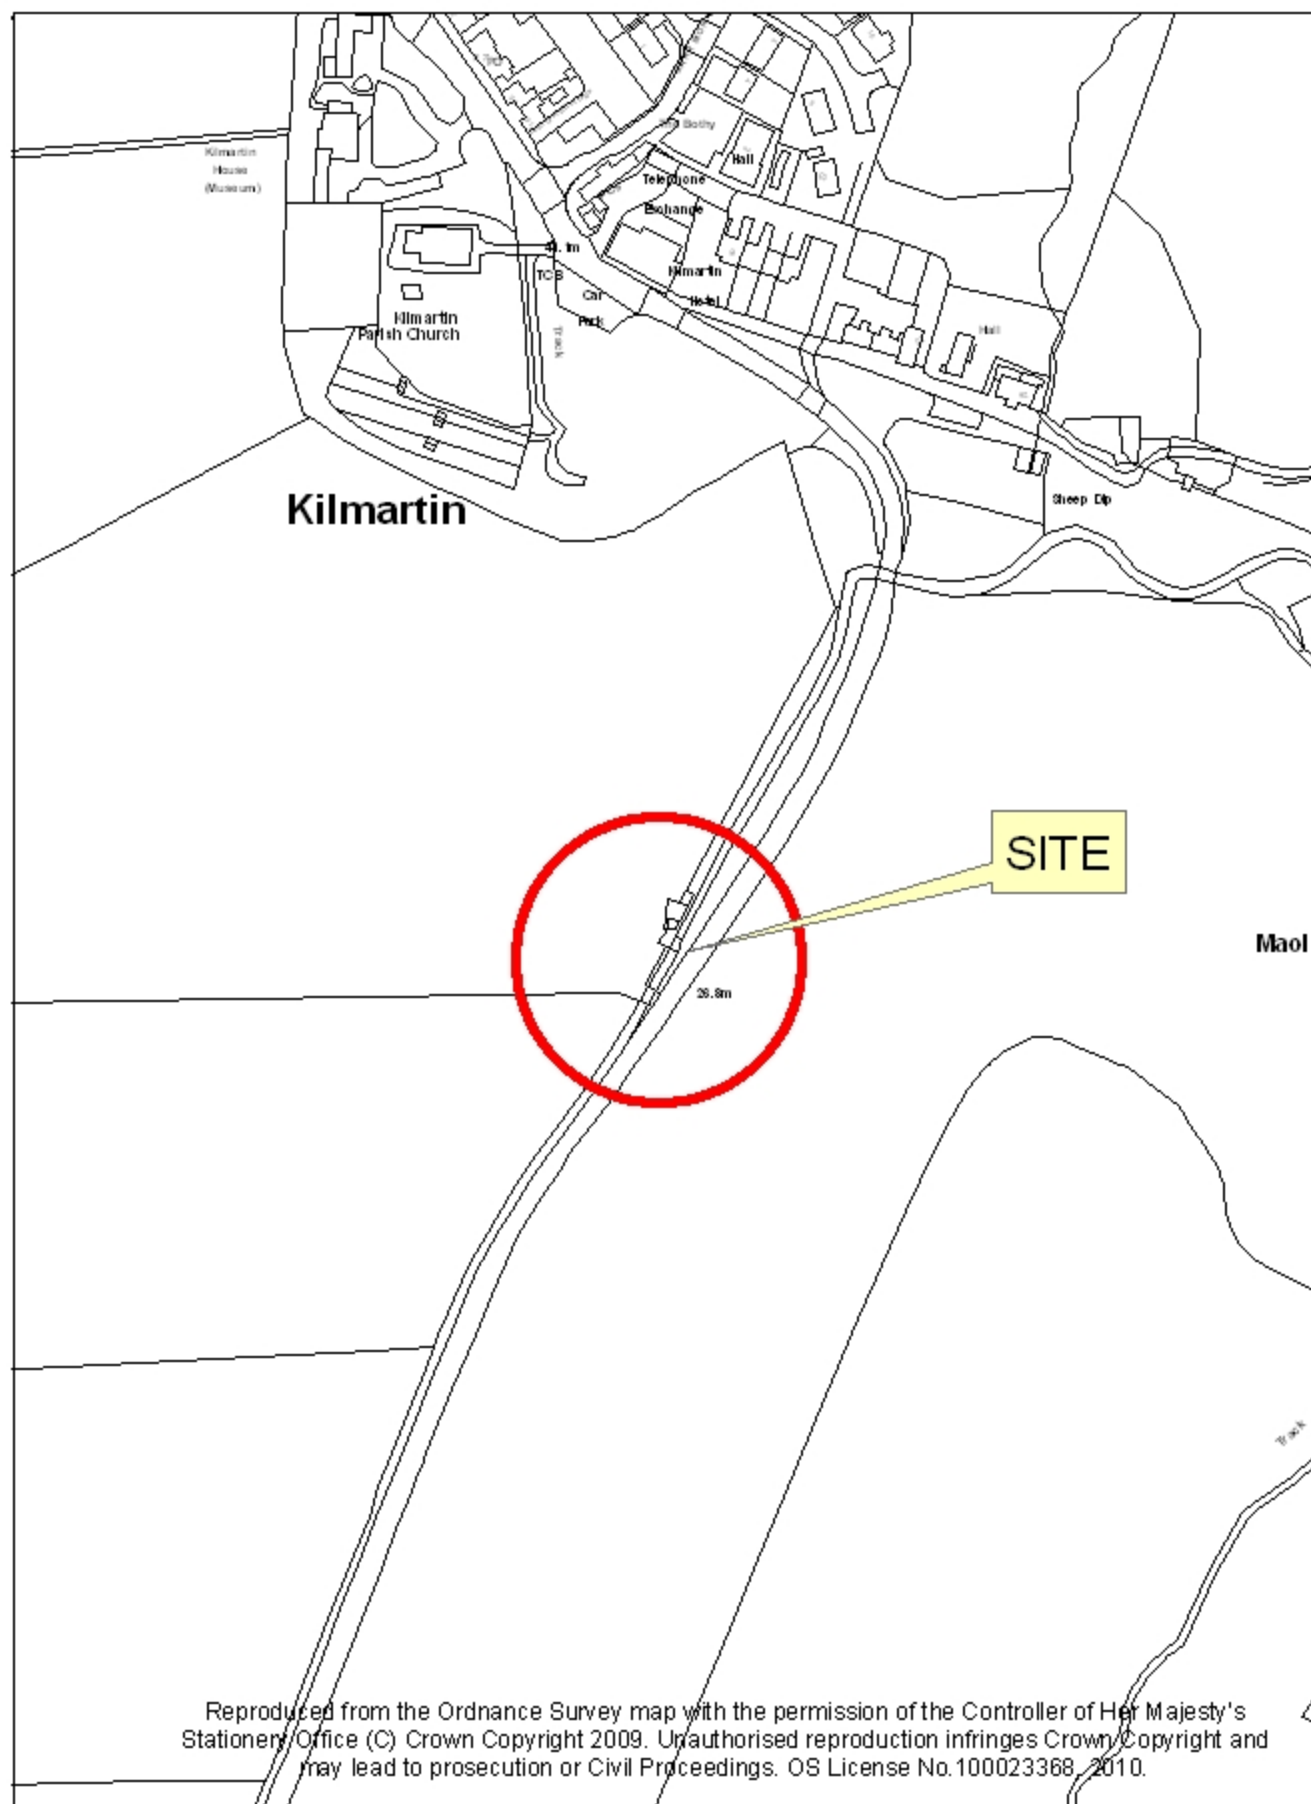 The Bothy
Kilmartin
House
(Museum)
Hall
Telephone
Exchange
TCB
Kilmartin
Hotel
Car
Park
Kilmartin
Parish Church
Track
Hall
Kilmartin
Sheep Dip
SITE
Maol
26.8m
Track
Reproduced from the Ordnance Survey map with the permission of the Controller of Her Majesty's
Stationery Office (C) Crown Copyright 2009. Unauthorised reproduction infringes Crown Copyright and
may lead to prosecution or Civil Proceedings. OS License No.100023368, 2010.